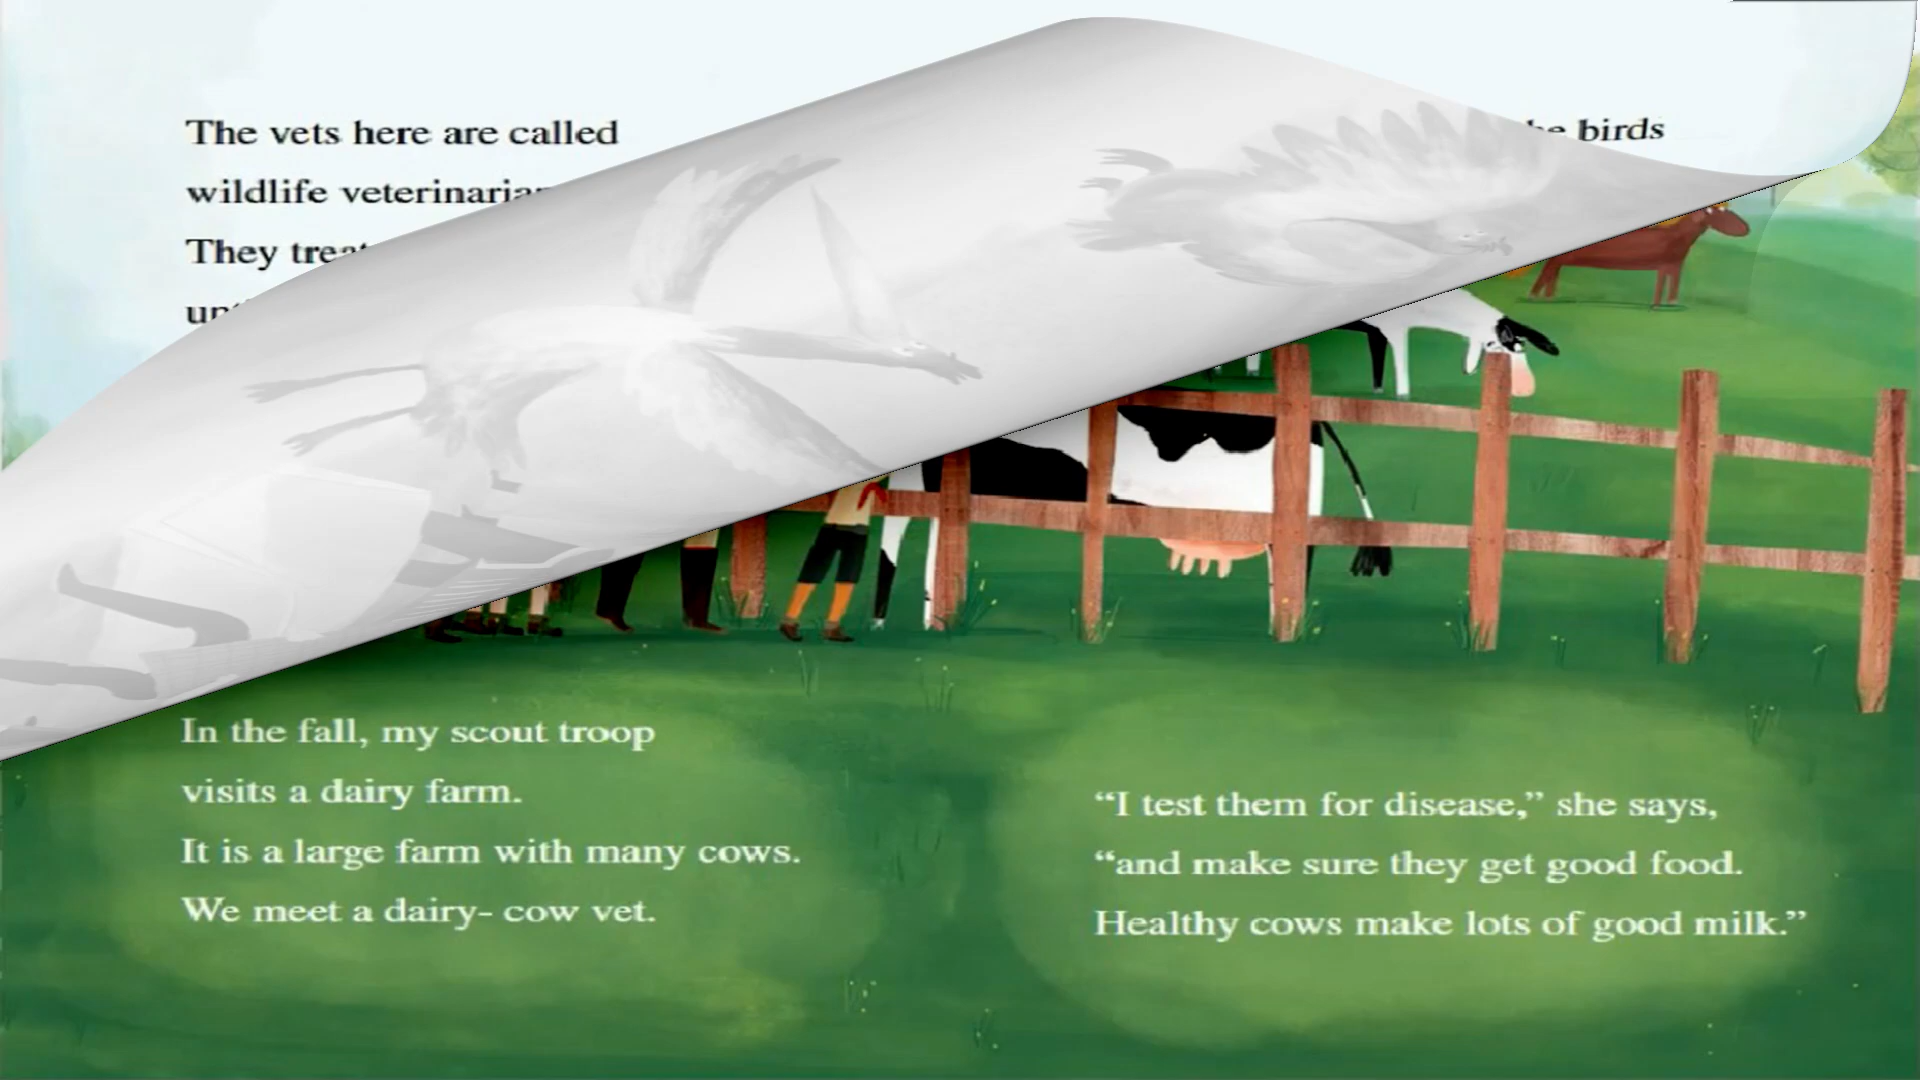 The vets here are called
wildlife
They
birds
In the fall, my scout troop
visits a dairy farm.
It is a large farm with many cows.
We meet a dairy- cow vet.
“I test them for disease,” she says,
“and make sure they get good food.
Healthy cows make lots of good milk.”